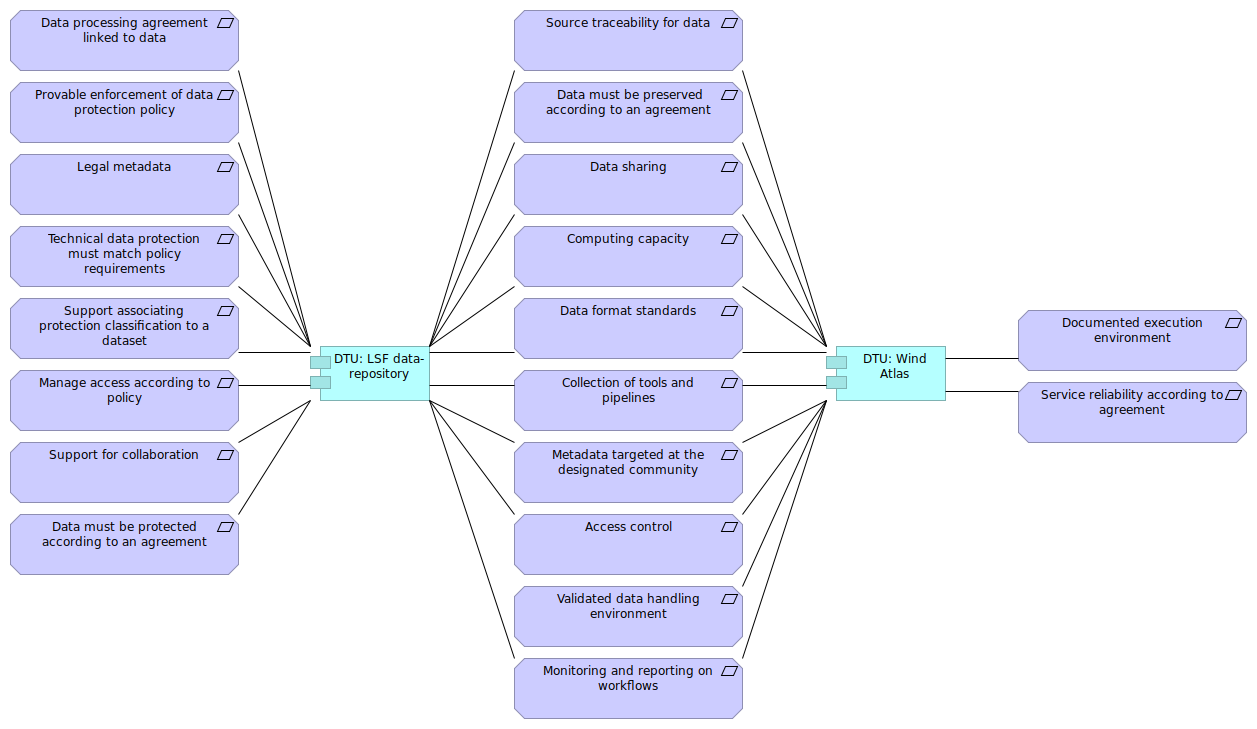 Data processing agreement
linked to data
Provable enforcement of data
protection policy
Legal metadata
Technical data protection
must match policy
requirements
Support associating
protection classification to a
dataset
Manage access according to
policy
Support for collaboration
Data must be protected
according to an agreement
DTU: LSF data-
repository
Source traceability for data
Data must be preserved
according to an agreement
Data sharing
Computing capacity
Data format standards
Collection of tools and
pipelines
Metadata targeted at the
designated community
Access control
Validated data handling
environment
Monitoring and reporting on
workflows
DTU: Wind
Atlas
Documented execution
environment
Service reliability according to
agreement